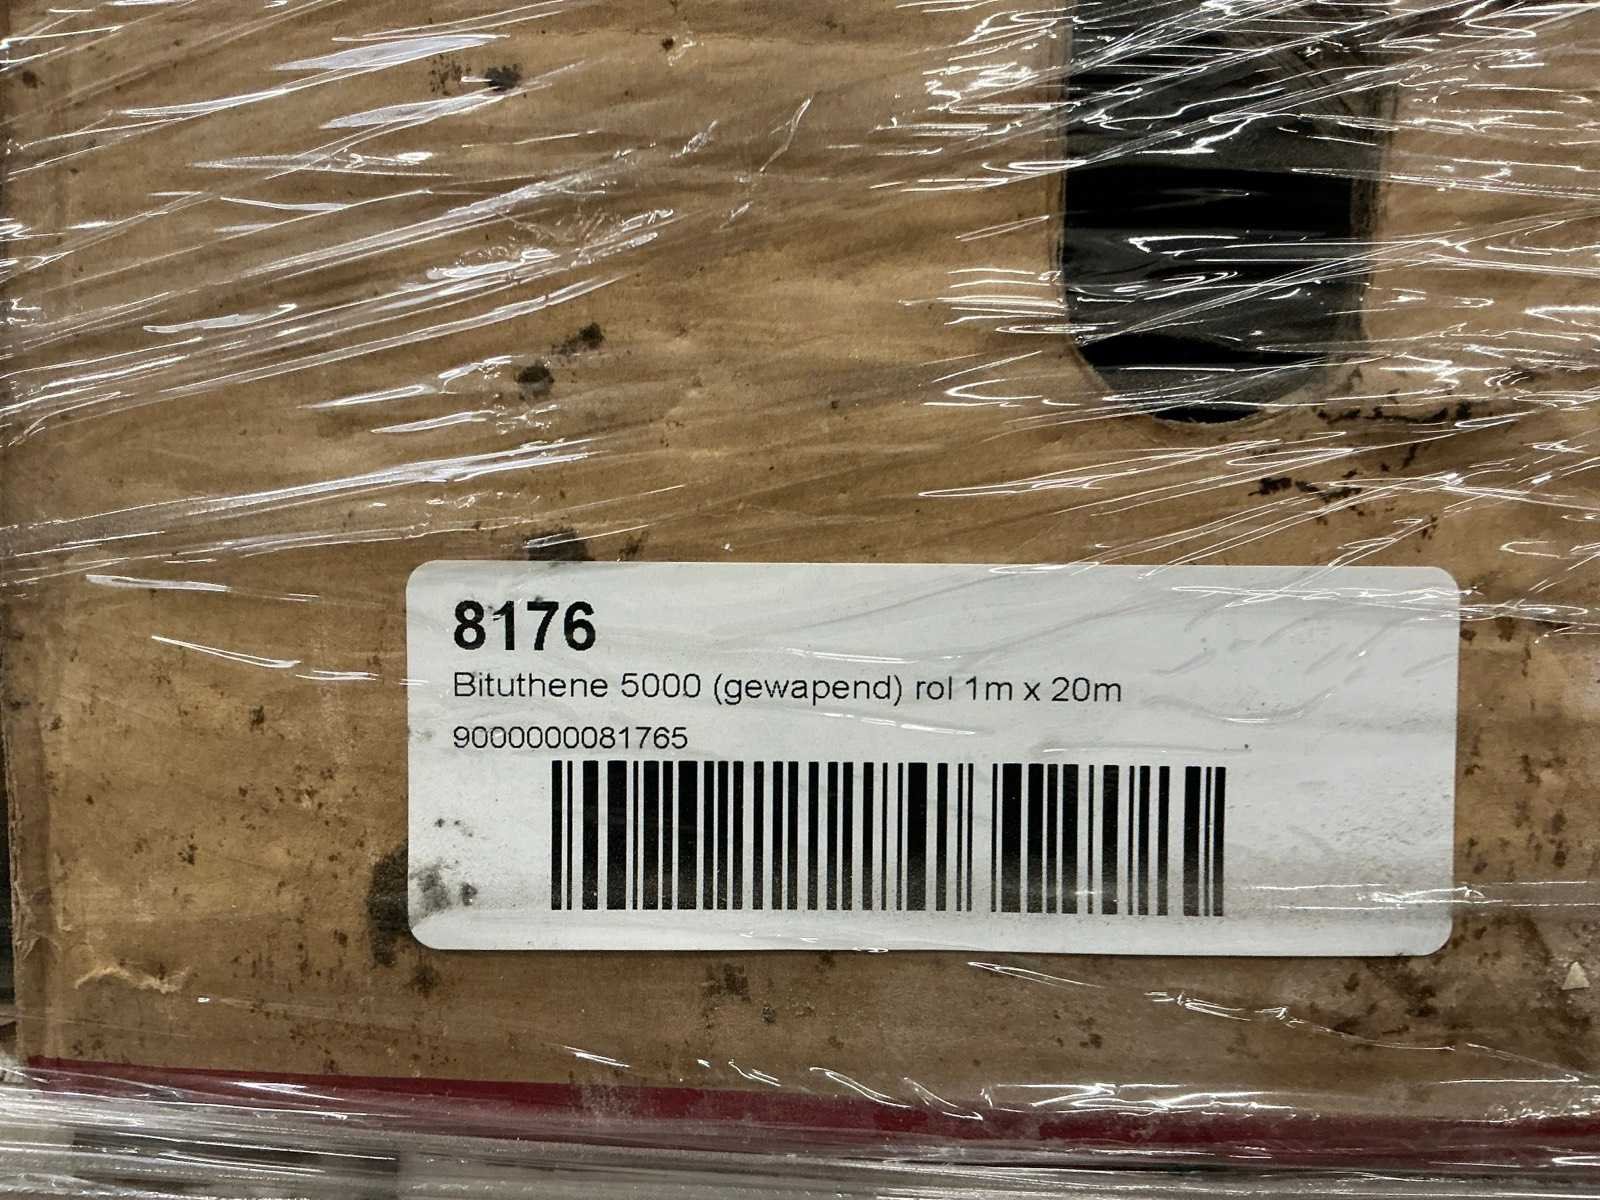 8176
Bituthene 5000 (gewapend) rol 1m x 20m
9000000081765